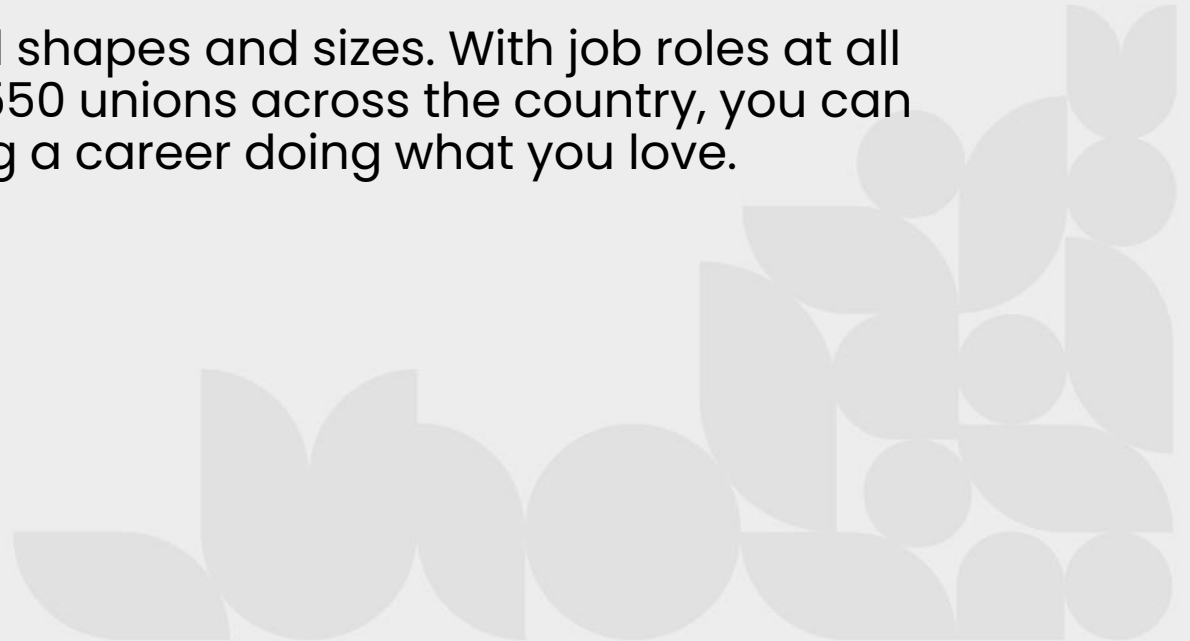 shapes and sizes. With job roles at all
550 unions across the country, you can
a career doing what you love.